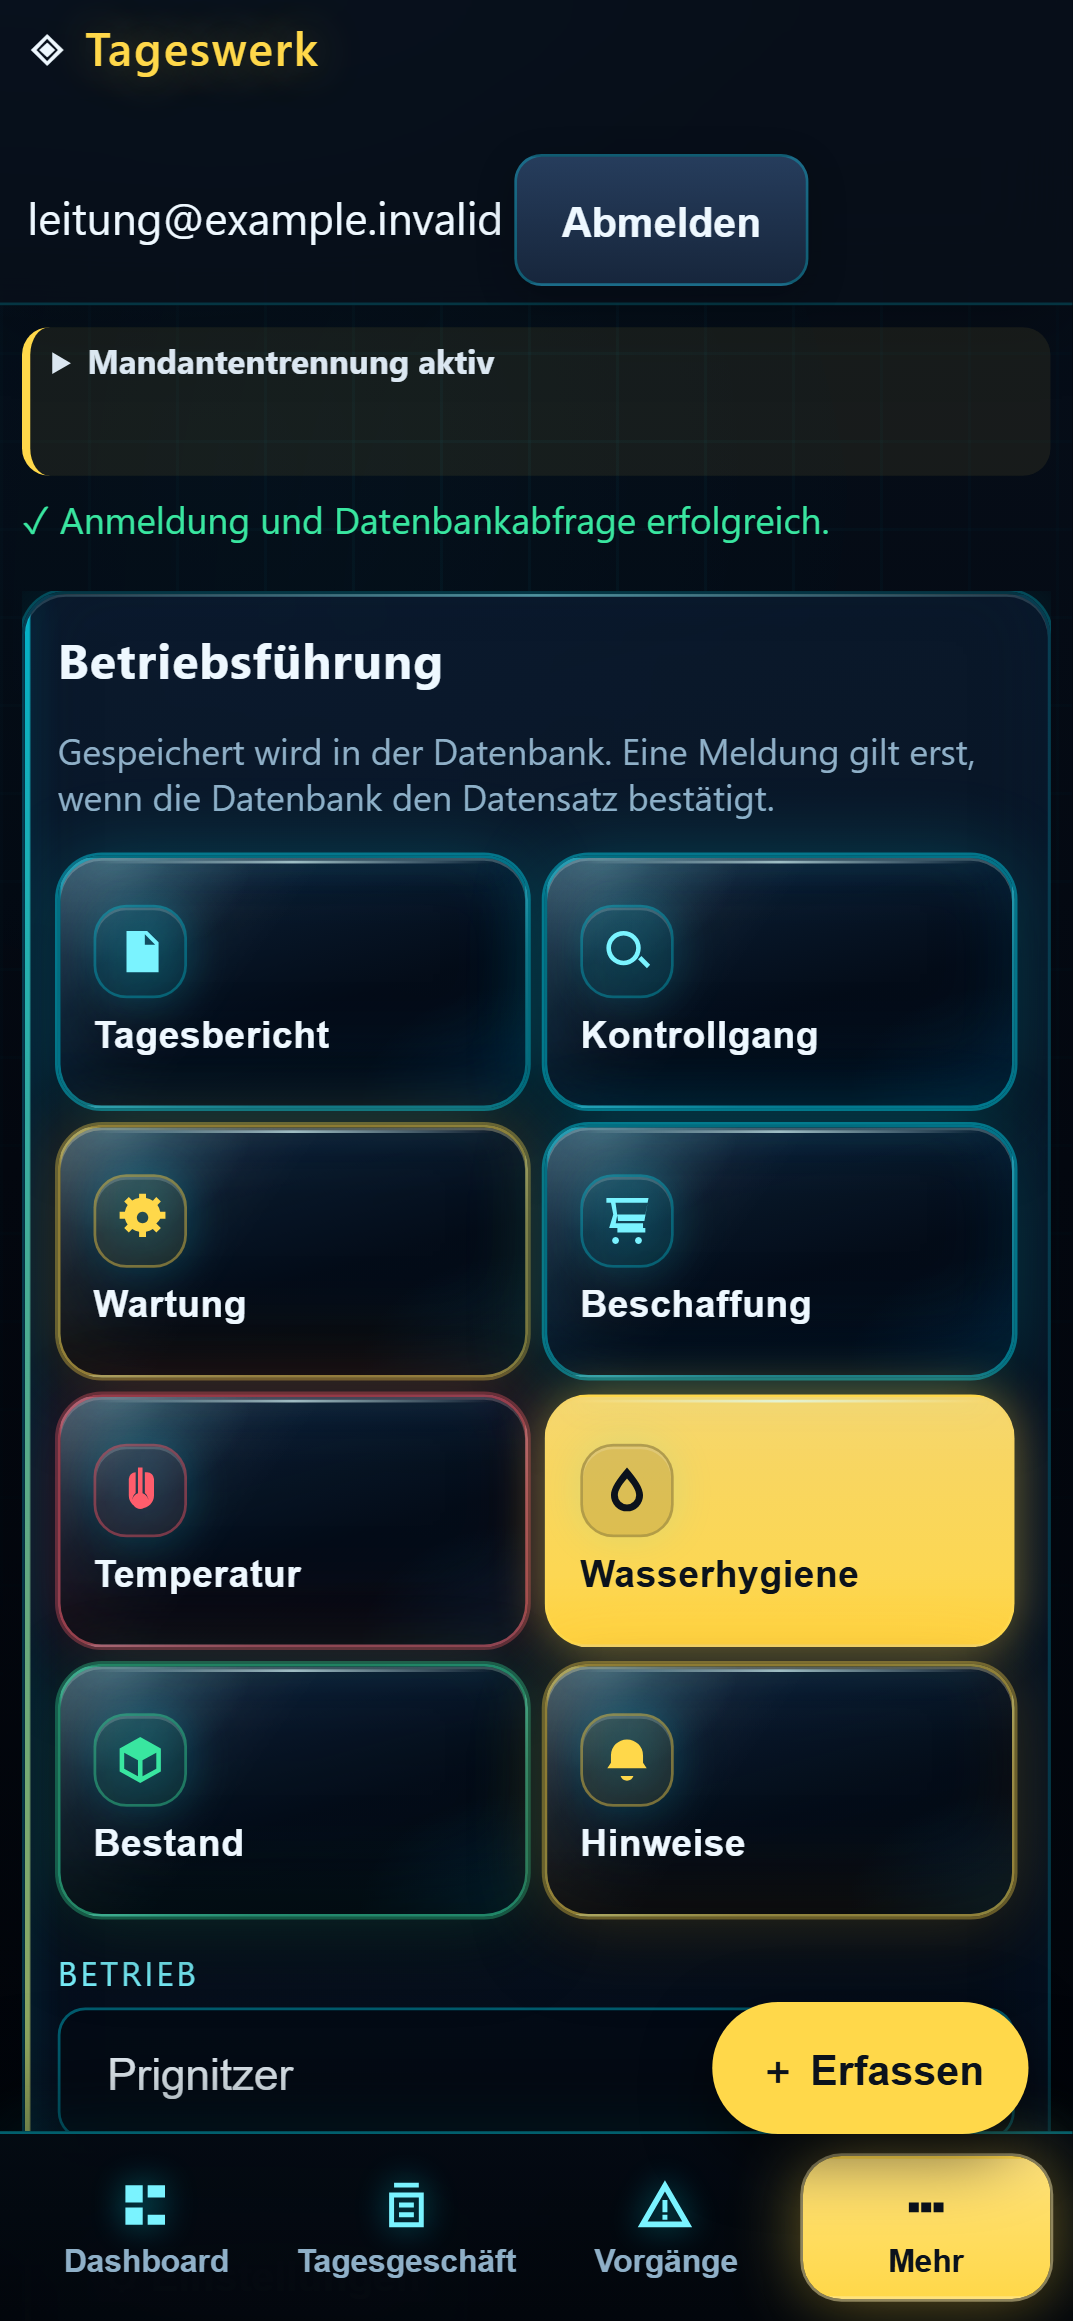 Tageswerk
leitung@example.invalid
Abmelden
Mandantentrennung aktiv
✓ Anmeldung und Datenbankabfrage erfolgreich.
Betriebsführung
Gespeichert wird in der Datenbank. Eine Meldung gilt erst,
wenn die Datenbank den Datensatz bestätigt.
Tagesbericht
Kontrollgang
Wartung
Beschaffung
Temperatur
Wasserhygiene
Bestand
Hinweise
BETRIEB
Prignitzer
+ Erfassen
Dashboard
Tagesgeschäft
Vorgänge
Mehr